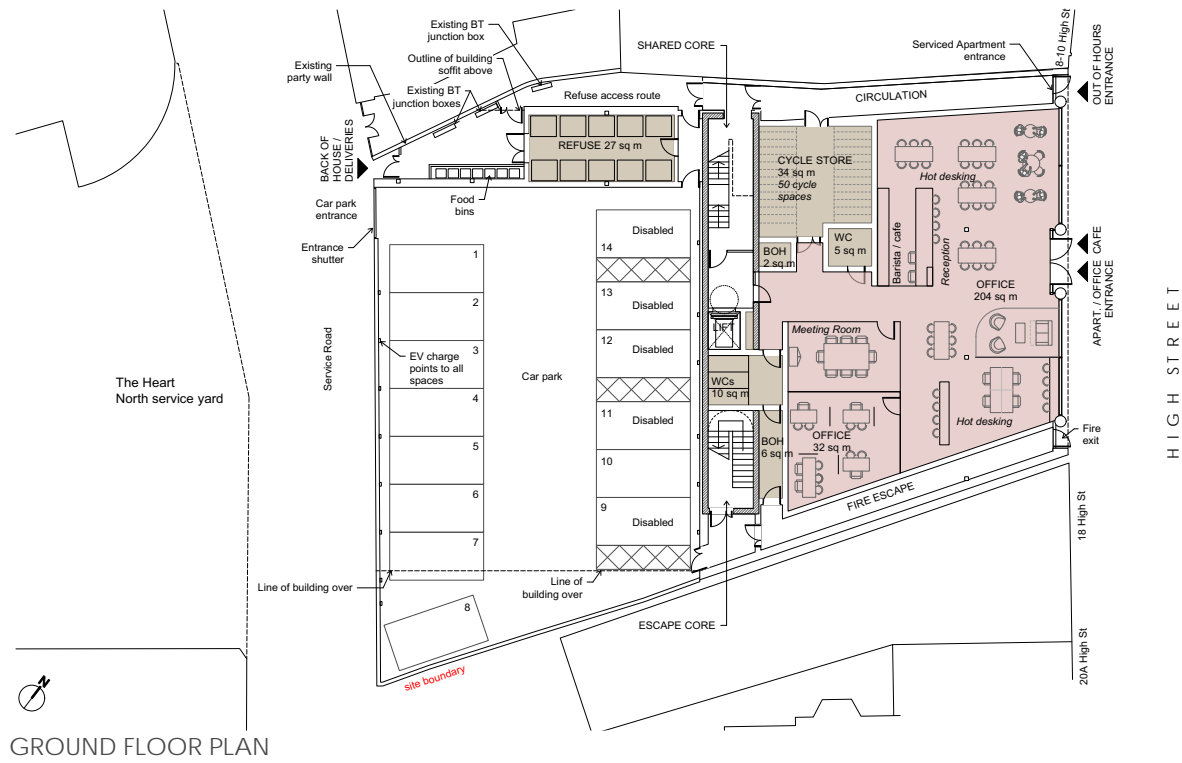 Existing BT
junction box
SHARED CORE
Serviced Apartment
entrance
8-10 High St
Outline of building
soffit above
Existing
party wall
Existing BT
junction boxes
Refuse access route
CIRCULATION
OUT OF HOURS
ENTRANCE
BACK OF
HOUSE/
DELIVERIES
REFUSE 27 sq m
CYCLE STORE
34 sq m
50 cycle
spaces
Hot desking
Food
bins
Car park
entrance
Entrance
shutter
Disabled
14
WC
5 sq m
BOH
2 sq m
Barista / cafe
Reception
CAFE
APART. / OFFICE
ENTRANCE
OFFICE
204 sq m
1
13
Disabled
2
LIFT
Meeting Room
12
Disabled
3
EV charge
points to all
spaces
Service Road
Car park
The Heart
North service yard
WCs
10 sq m
4
11
Disabled
5
BOH
6 sq m
OFFICE
32 sq m
Hot desking
Fire
exit
HIGH STREET
10
6
9
Disabled
FIRE ESCAPE
18 High St
7
Line of building over
Line of
building over
8
ESCAPE CORE
20A High St
site boundary
N
GROUND FLOOR PLAN